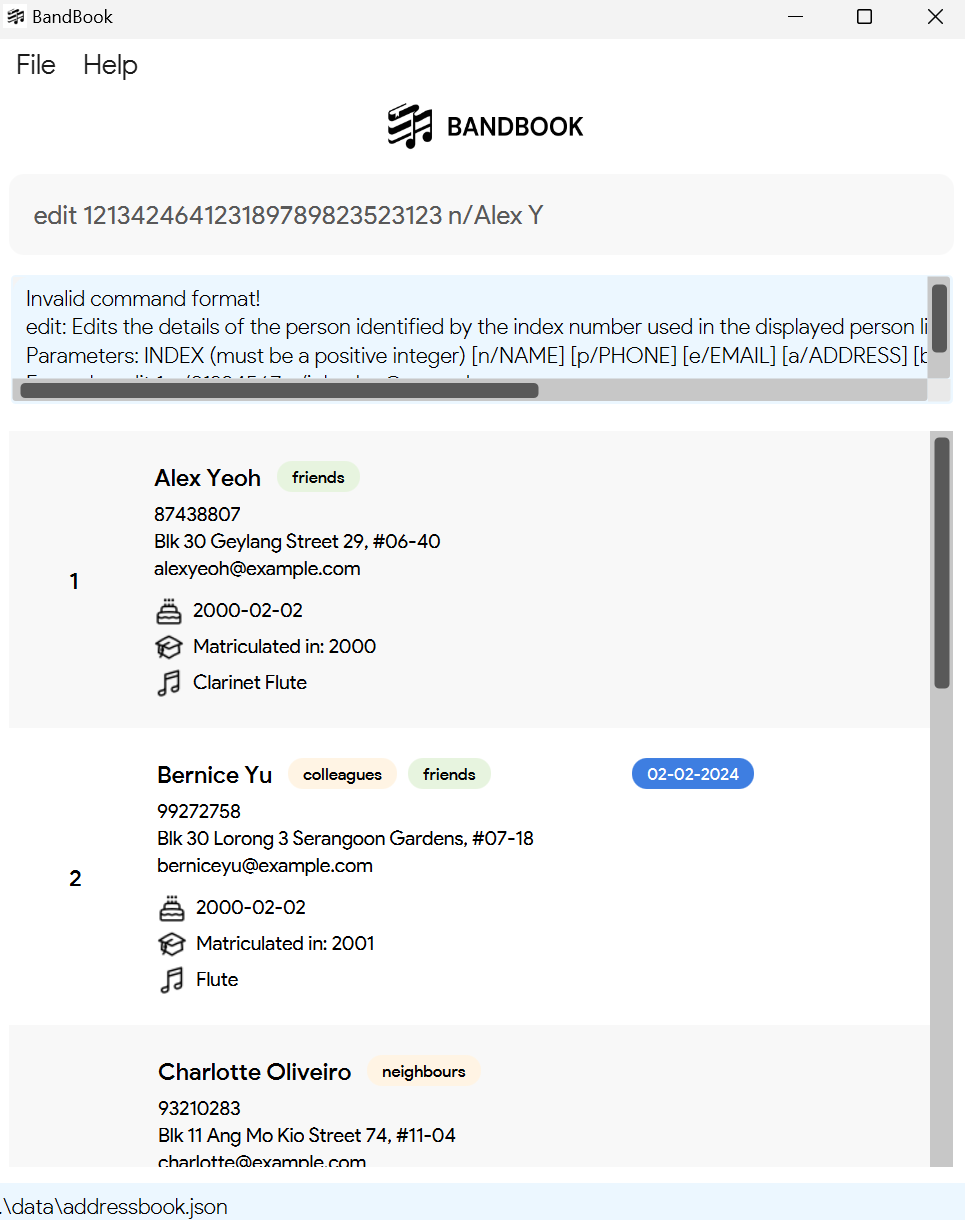 BandBook
File Help
BANDBOOK
edit 121342464123189789823523123 n/Alex Y
Invalid command format!
edit: Edits the details of the person identified by the index number used in the displayed person li
Parameters: INDEX (must be a positive integer) [n/NAME] [p/PHONE] [e/EMAIL] [a/ADDRESS] [b
Alex Yeoh friends
87438807
Blk 30 Geylang Street 29, #06-40
alexyeoh@example.com
1
2000-02-02
Matriculated in: 2000
Clarinet Flute
Bernice Yu colleagues friends 02-02-2024
99272758
Blk 30 Lorong 3 Serangoon Gardens, #07-18
berniceyu@example.com
2
2000-02-02
Matriculated in: 2001
Flute
Charlotte Oliveiro neighbours
93210283
Blk 11 Ang Mo Kio Street 74, #11-04
charlotte@example.com
.\data\addressbook.json